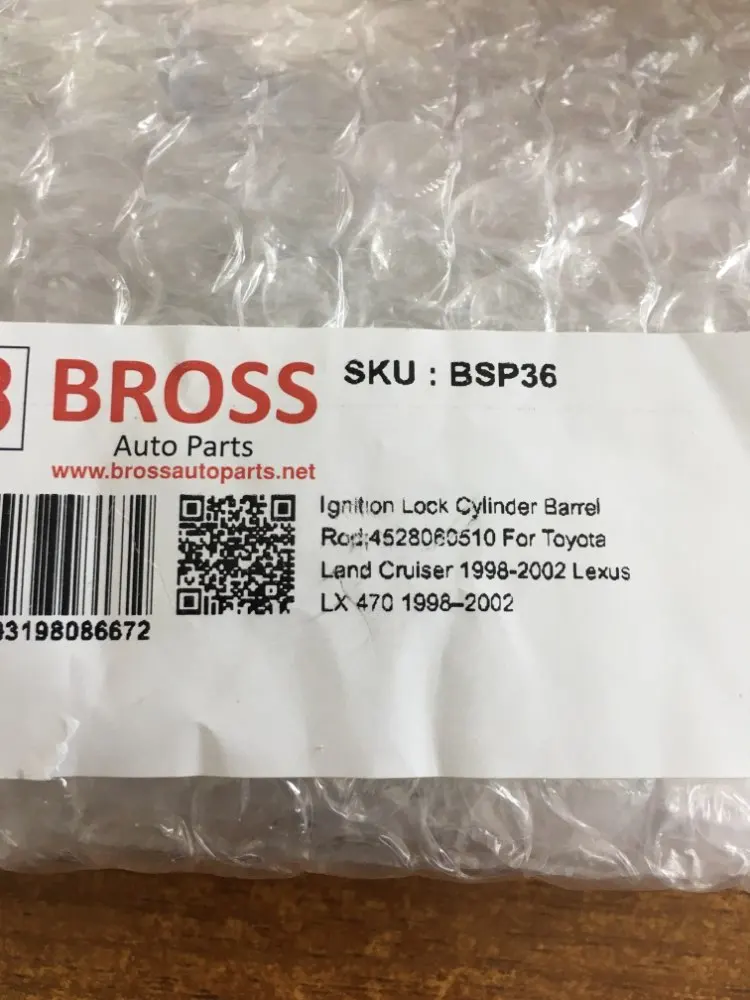 BROSS
Auto Parts
www.brossautoparts.net
SKU : BSP36
Ignition Lock Cylinder Barrel
Rod;4528060510 For Toyota
Land Cruiser 1998-2002 Lexus
LX 470 1998–2002
3198086672